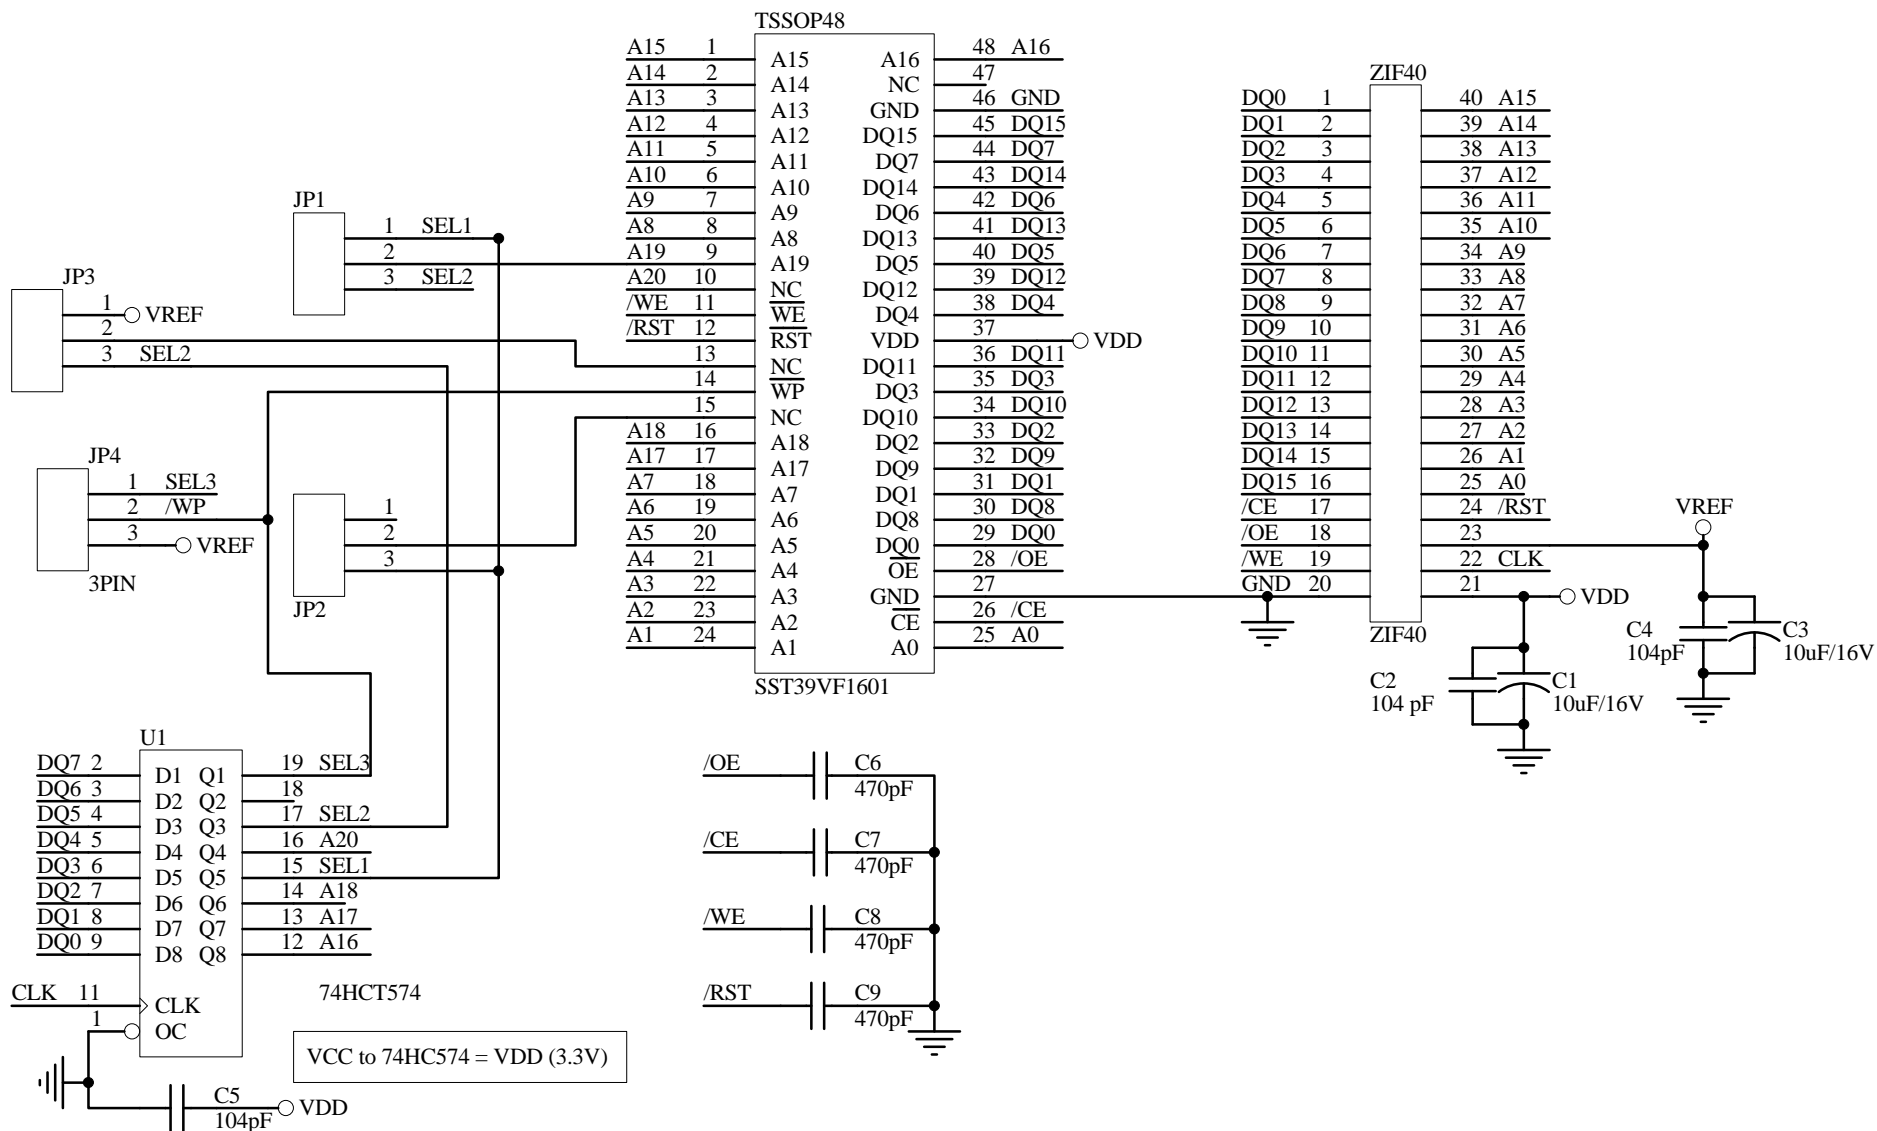 TSSOP48
A15 1 A15
A14 2 A14
A13 3 A13
A12 4 A12
A11 5 A11
A10 6 A10
A9 7 A9
A8 8 A8
A19 9 A19
A20 10 NC
/WE 11 WE
/RST 12 RST
13 NC
14 WP
15 NC
A18 16 A18
A17 17 A17
A7 18 A7
A6 19 A6
A5 20 A5
A4 21 A4
A3 22 A3
A2 23 A2
A1 24 A1
A16 48 A16
NC 47
GND 46 GND
DQ15 45 DQ15
DQ7 44 DQ7
DQ14 43 DQ14
DQ6 42 DQ6
DQ13 41 DQ13
DQ5 40 DQ5
DQ12 39 DQ12
DQ4 38 DQ4
VDD 37 VDD
DQ11 36 DQ11
DQ3 35 DQ3
DQ10 34 DQ10
DQ2 33 DQ2
DQ9 32 DQ9
DQ1 31 DQ1
DQ8 30 DQ8
DQ0 29 DQ0
OE 28 /OE
GND 27
CE 26 /CE
A0 25 A0
SST39VF1601
ZIF40
DQ0 1
DQ1 2
DQ2 3
DQ3 4
DQ4 5
DQ5 6
DQ6 7
DQ7 8
DQ8 9
DQ9 10
DQ10 11
DQ11 12
DQ12 13
DQ13 14
DQ14 15
DQ15 16
/CE 17
/OE 18
/WE 19
GND 20
40 A15
39 A14
38 A13
37 A12
36 A11
35 A10
34 A9
33 A8
32 A7
31 A6
30 A5
29 A4
28 A3
27 A2
26 A1
25 A0
24 /RST
23
22 CLK
21
VDD
ZIF40
VREF
C4
104pF
C3
10uF/16V
C2
104 pF
C1
10uF/16V
JP1
1 SEL1
2
3 SEL2
JP3
1 VREF
2
3 SEL2
JP4
1 SEL3
2 /WP
3 VREF
3PIN
1
2
3
JP2
U1
DQ7 2 D1 Q1 19 SEL3
DQ6 3 D2 Q2 18
DQ5 4 D3 Q3 17 SEL2
DQ4 5 D4 Q4 16 A20
DQ3 6 D5 Q5 15 SEL1
DQ2 7 D6 Q6 14 A18
DQ1 8 D7 Q7 13 A17
DQ0 9 D8 Q8 12 A16
CLK 11 CLK
1 OC
74HCT574
VCC to 74HC574 = VDD (3.3V)
C5
104pF
VDD
/OE C6
470pF
/CE C7
470pF
/WE C8
470pF
/RST C9
470pF